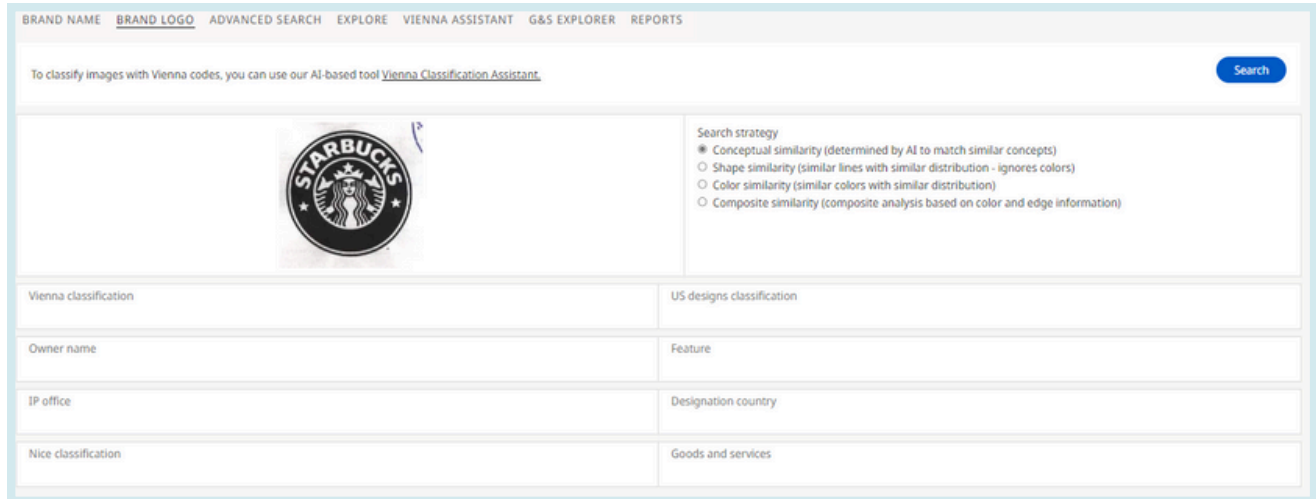 BRAND NAME BRAND LOGO ADVANCED SEARCH EXPLORE VIENNA ASSISTANT G&S EXPLORER REPORTS
To classify images with Vienna codes, you can use our AI-based tool Vienna Classification Assistant.
Search
STARBUCKS
Search strategy
Conceptual similarity (determined by AI to match similar concepts)
Shape similarity (similar lines with similar distribution - ignores colors)
Color similarity (similar colors with similar distribution)
Composite similarity (composite analysis based on color and edge information)
Vienna classification
US designs classification
Owner name
Feature
IP office
Designation country
Nice classification
Goods and services